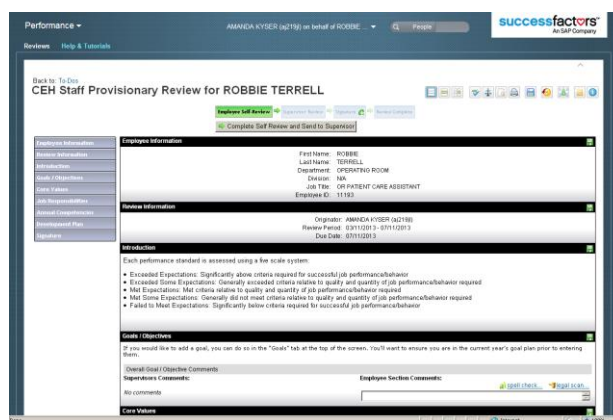 Performance
AMANDA KYSER (aj219jl) on behalf of ROBBIE ...
People
successfactors
An SAP Company
Reviews Help & Tutorials
Back to: To-Dos
CEH Staff Provisionary Review for ROBBIE TERRELL
Employee Self Review Supervisor Review Signature Review Complete
Complete Self Review and Send to Supervisor
Employee Information
Review Information
Introduction
Goals / Objectives
Core Values
Job Responsibilities
Annual Competencies
Development Plan
Signature
Employee Information
First Name: ROBBIE
Last Name: TERRELL
Department: OPERATING ROOM
Division: N/A
Job Title: OR PATIENT CARE ASSISTANT
Employee ID: 11193
Review Information
Originator: AMANDA KYSER (aj219jl)
Review Period: 03/11/2013 - 07/11/2013
Due Date: 07/11/2013
Introduction
Each performance standard is assessed using a five scale system:
• Exceeded Expectations: Significantly above criteria required for successful job performance/behavior
• Exceeded Some Expectations: Generally exceeded criteria relative to quality and quantity of job performance/behavior required
• Met Expectations: Met criteria relative to quality and quantity of job performance/behavior required
• Met Some Expectations: Generally did not meet criteria relative to quality and quantity of job performance/behavior required
• Failed to Meet Expectations: Significantly below criteria required for successful job performance/behavior
Goals / Objectives
If you would like to add a goal, you can do so in the "Goals" tab at the top of the screen. You'll want to ensure you are in the current year's goal plan prior to entering
them.
Overall Goal / Objective Comments
Supervisors Comments: Employee Section Comments:
No comments
spell check... legal scan...
Core Values